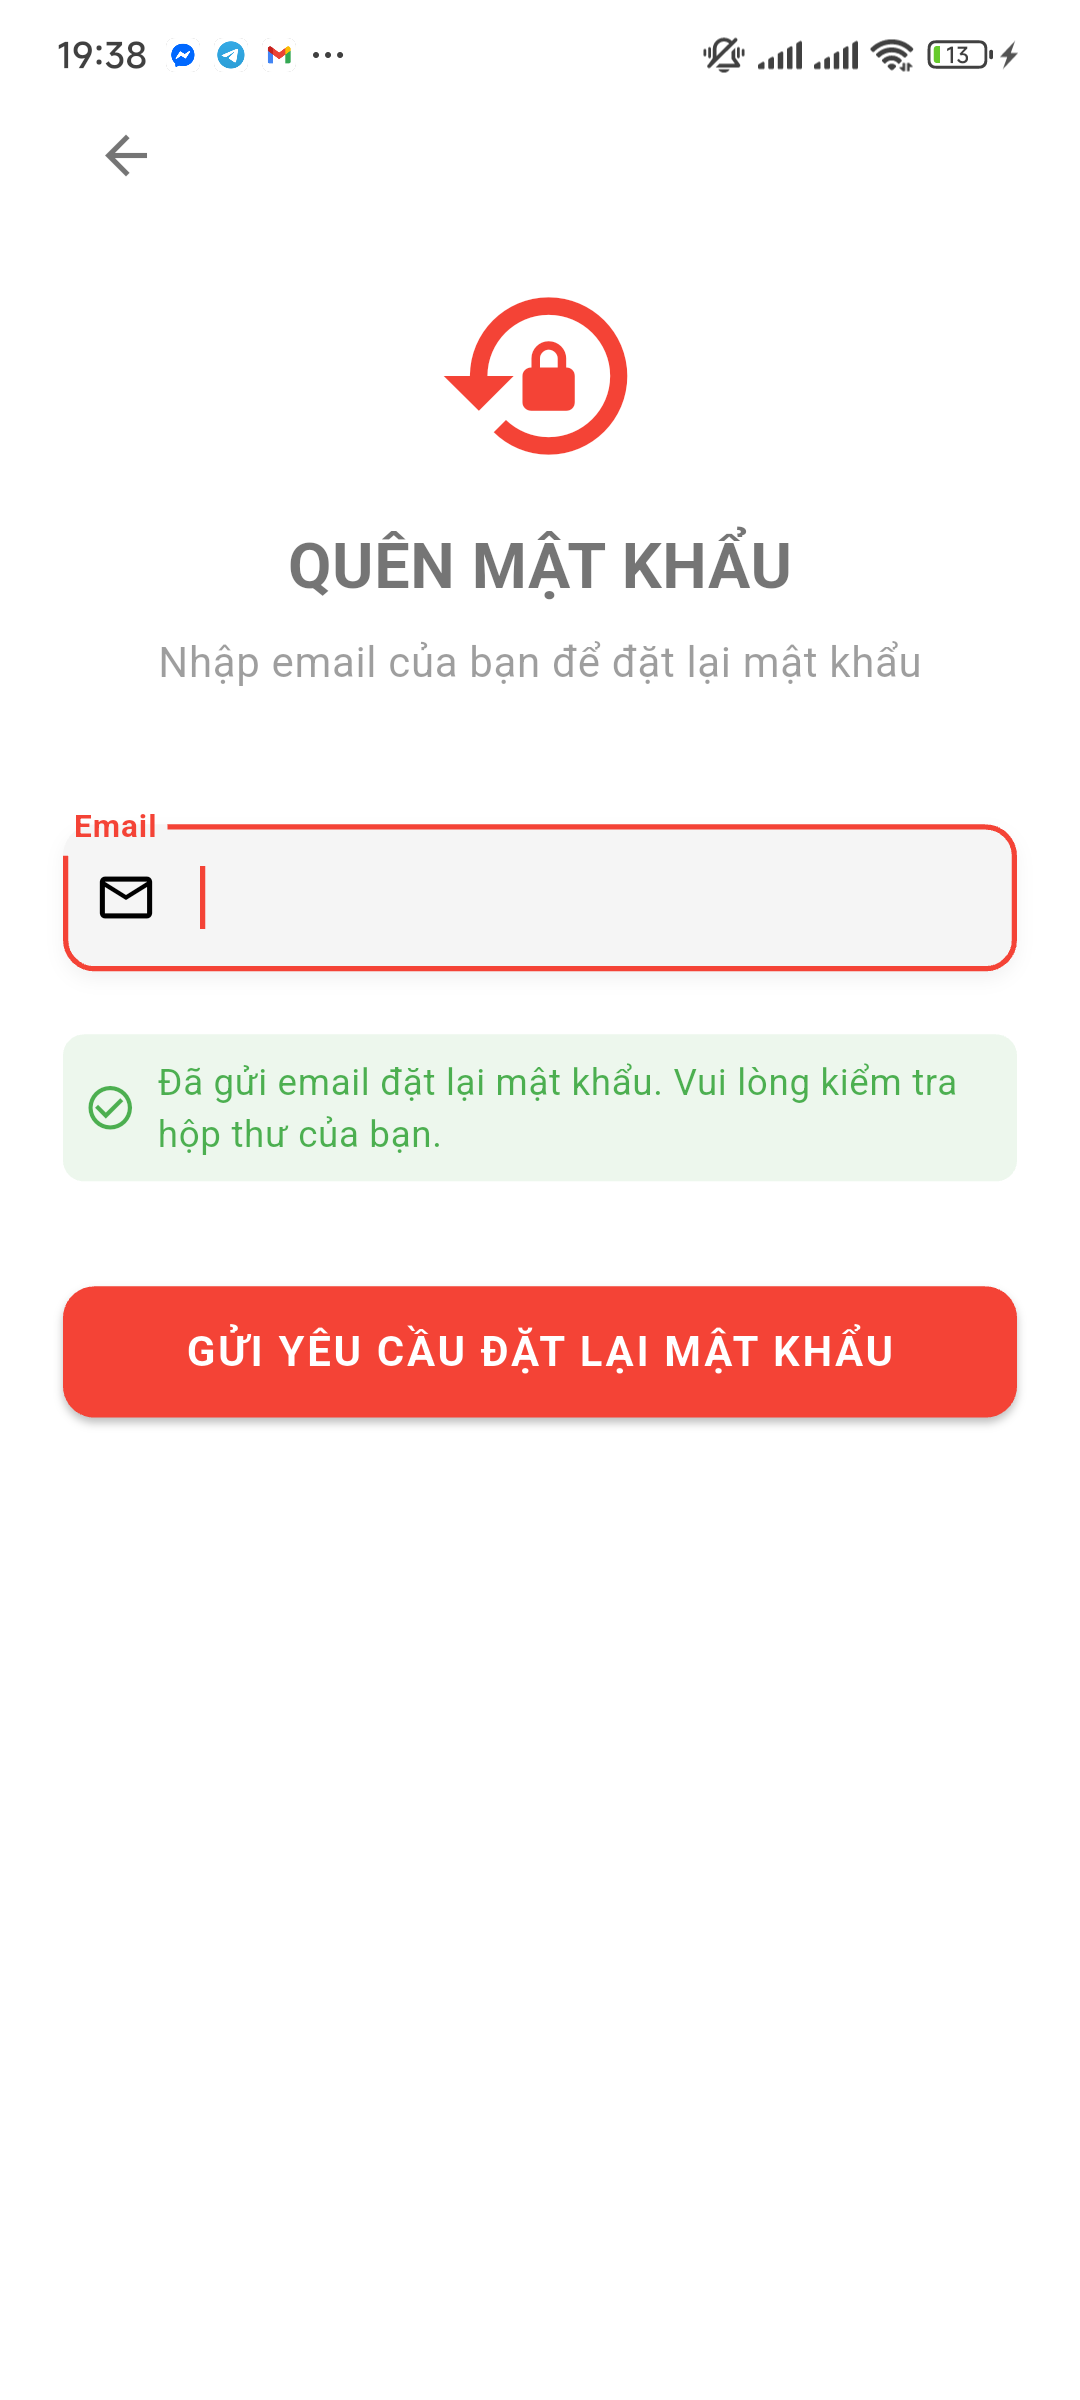 19:38
13
QUÊN MẬT KHẨU
Nhập email của bạn để đặt lại mật khẩu
Email
Đã gửi email đặt lại mật khẩu. Vui lòng kiểm tra
hộp thư của bạn.
GỬI YÊU CẦU ĐẶT LẠI MẬT KHẨU